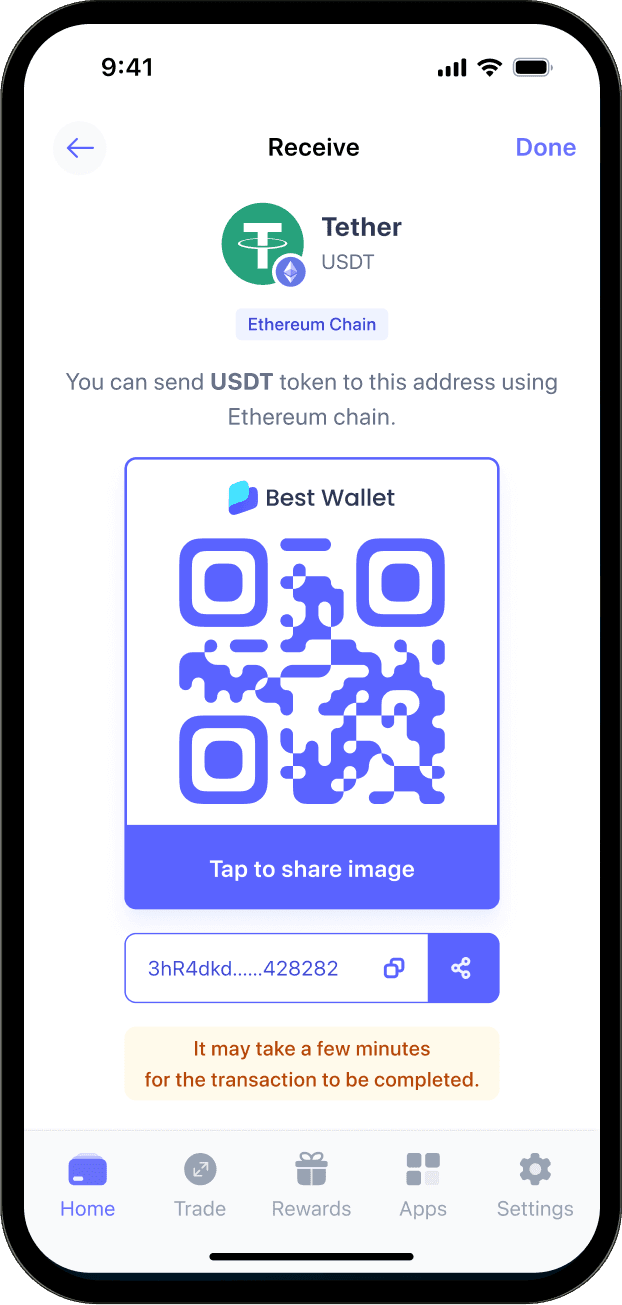 9:41
Receive
Done
Tether
USDT
Ethereum Chain
You can send USDT token to this address using
Ethereum chain.
Best Wallet
Tap to share image
3hR4dkd......428282
It may take a few minutes
for the transaction to be completed.
Home
Trade
Rewards
Apps
Settings